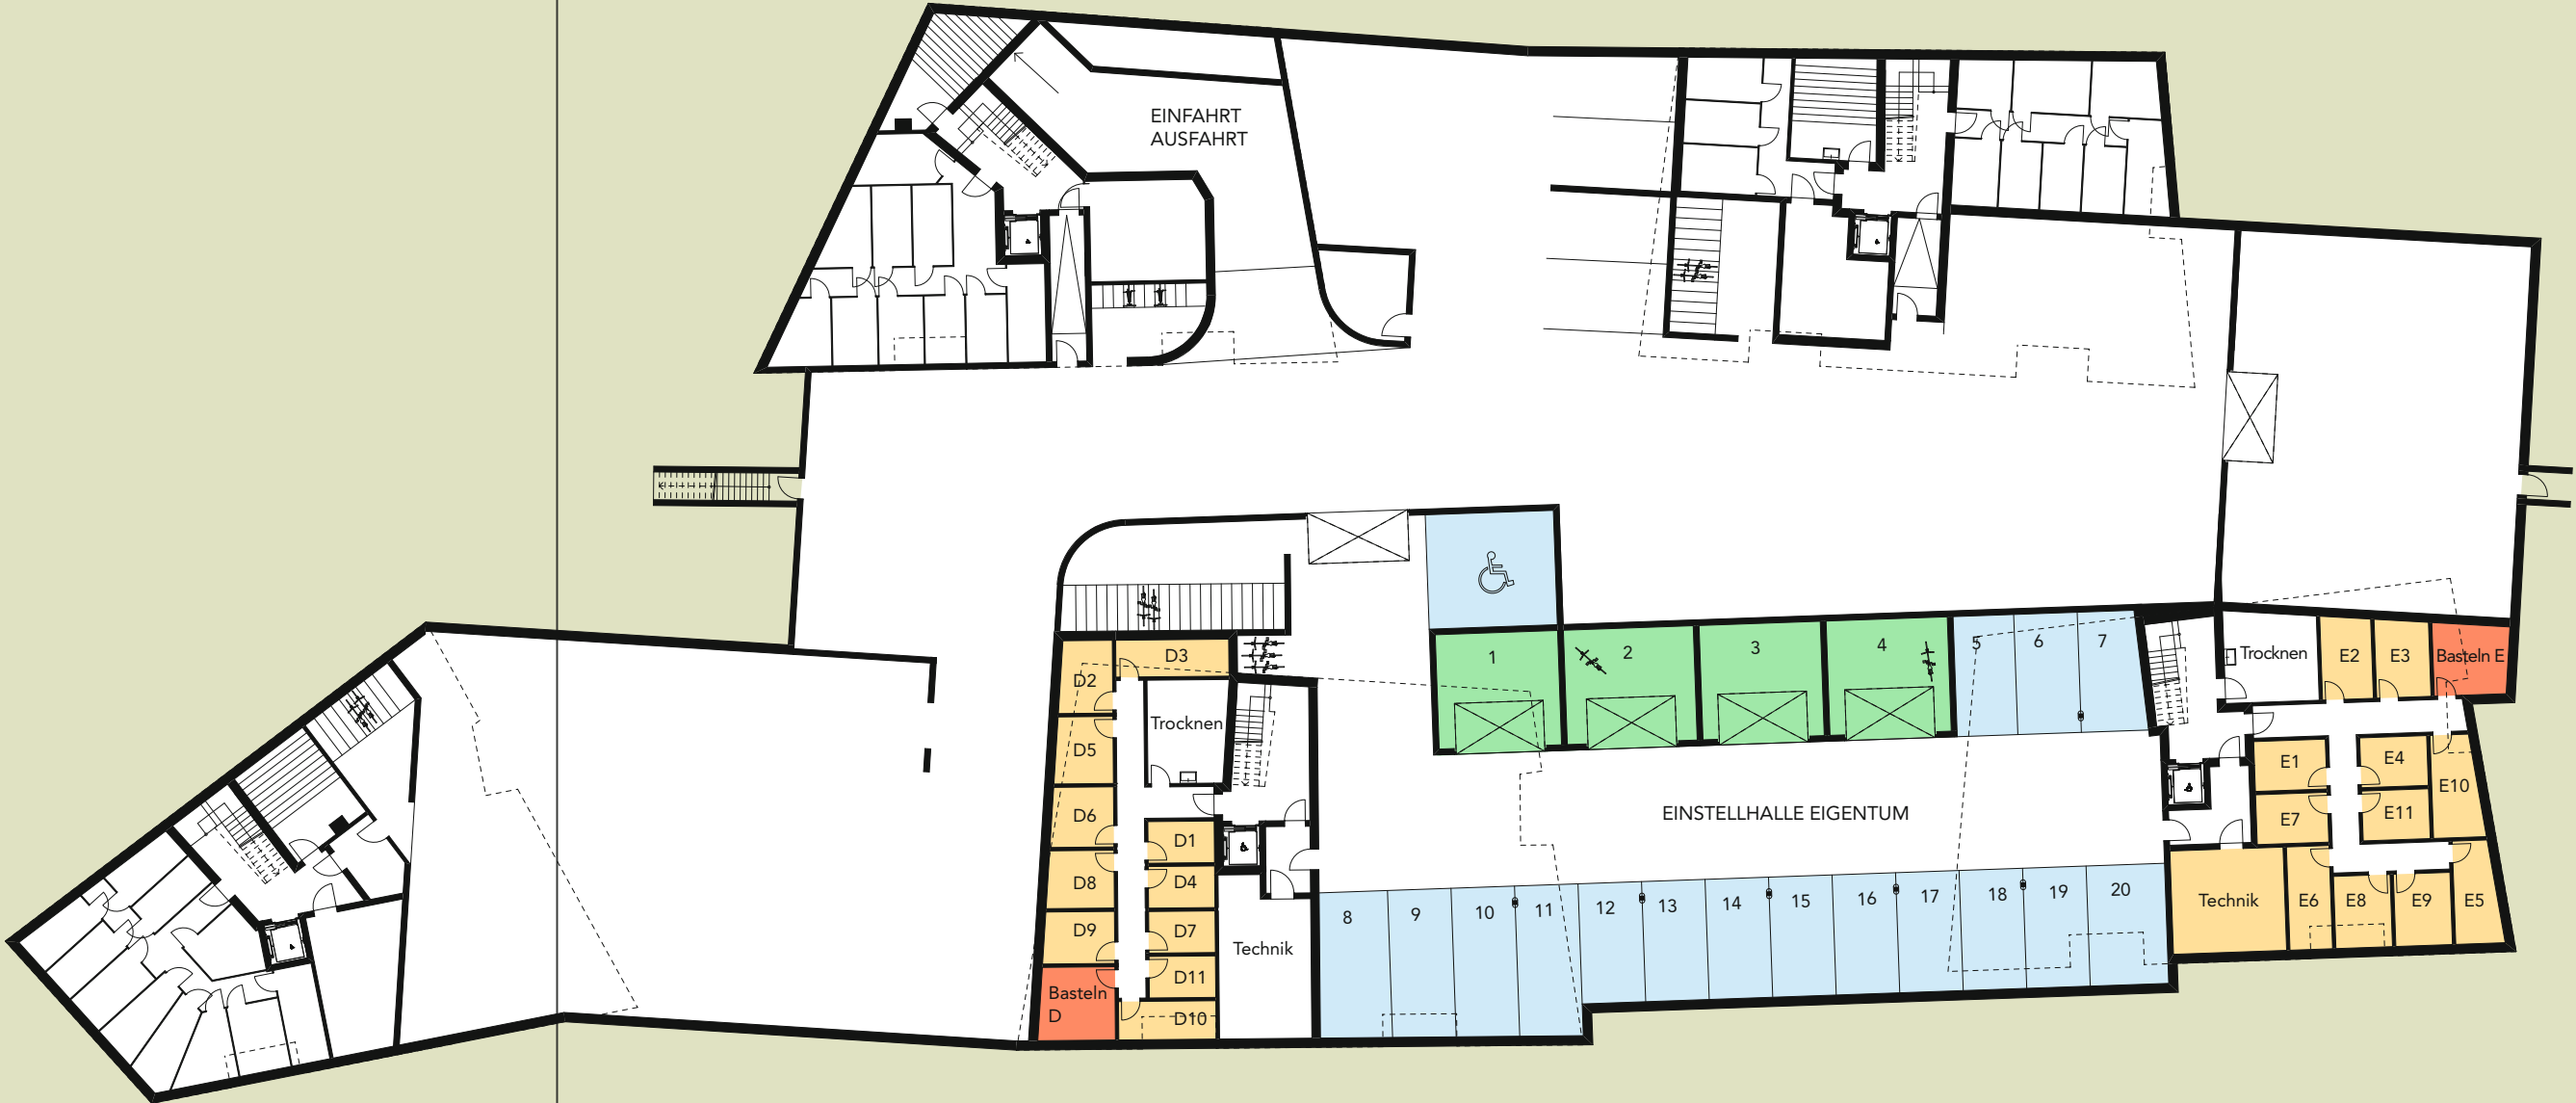 EINFAHRT
AUSFAHRT
1
2
3
4
5
6
7
Trocknen
E2
E3
Basteln E
D2
D3
Trocknen
D5
D6
D1
D8
D4
D9
D7
D11
Basteln
D
D10
Technik
EINSTELLHALLE EIGENTUM
E1
E4
E10
E7
E11
Technik
E6
E8
E9
E5
8
9
10
11
12
13
14
15
16
17
18
19
20